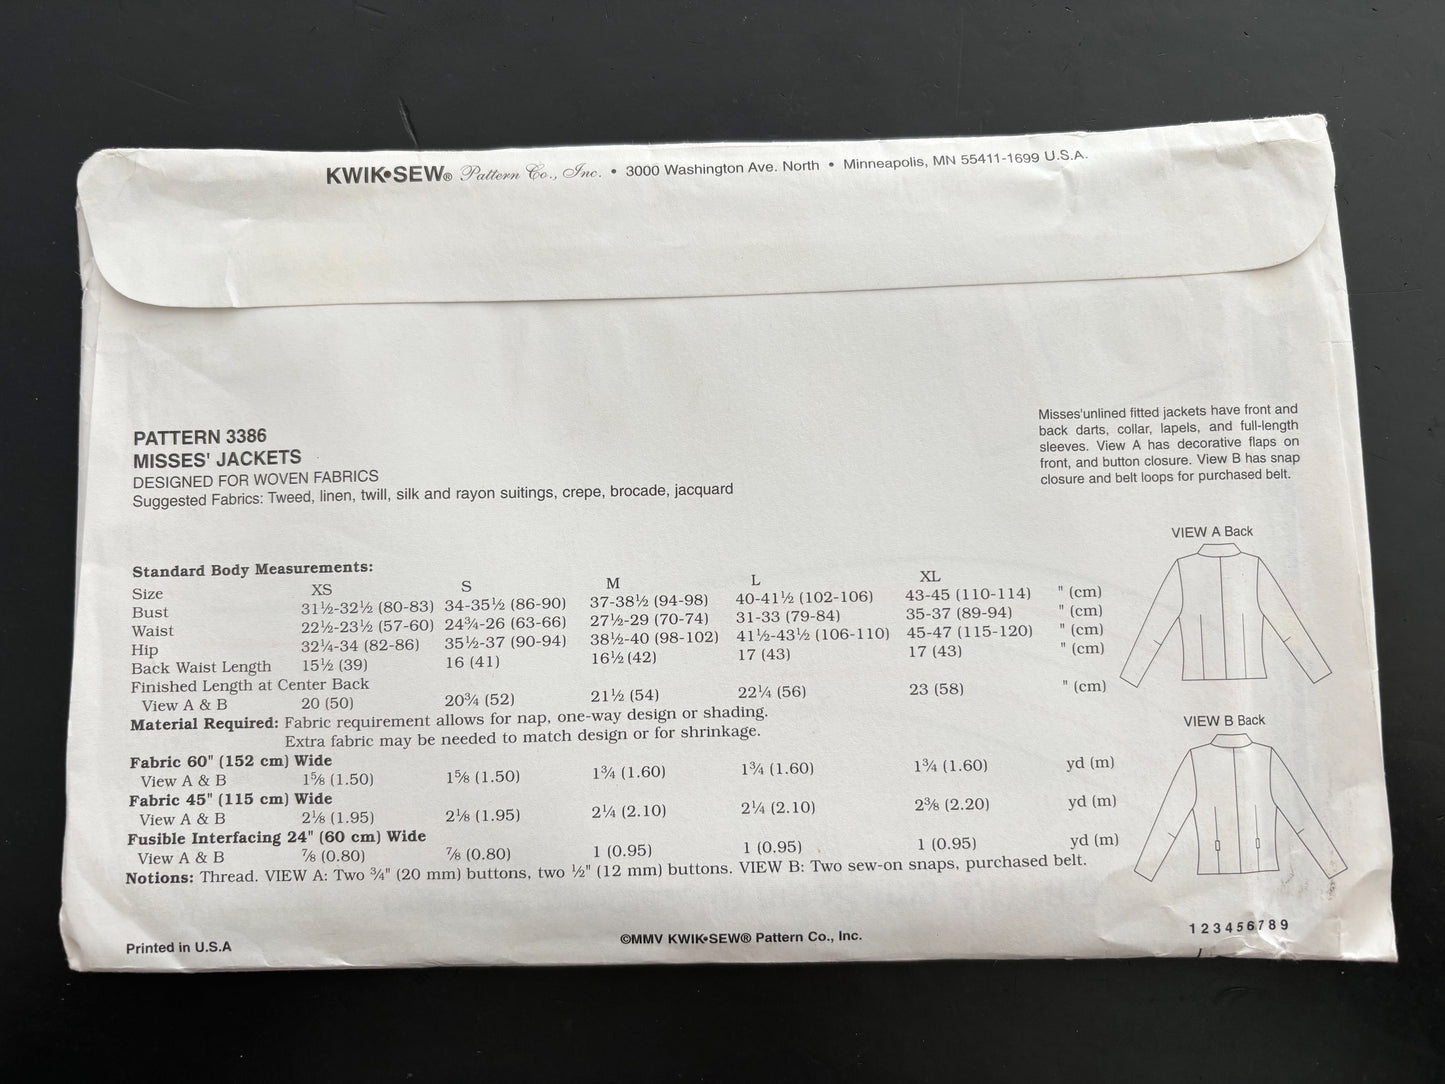 KWIK•SEW® Pattern Co., Inc. • 3000 Washington Ave. North • Minneapolis, MN 55411-1699 U.S.A.
PATTERN 3386
MISSES' JACKETS
DESIGNED FOR WOVEN FABRICS
Suggested Fabrics: Tweed, linen, twill, silk and rayon suitings, crepe, brocade, jacquard
Misses'unlined fitted jackets have front and
back darts, collar, lapels, and full-length
sleeves. View A has decorative flaps on
front, and button closure. View B has snap
closure and belt loops for purchased belt.
VIEW A Back
VIEW B Back
Standard Body Measurements:
Size XS S M L XL
Bust 31½-32½ (80-83) 34-35½ (86-90) 37-38½ (94-98) 40-41½ (102-106) 43-45 (110-114) " (cm)
Waist 22½-23½ (57-60) 24¾-26 (63-66) 27½-29 (70-74) 31-33 (79-84) 35-37 (89-94) " (cm)
Hip 32¼-34 (82-86) 35½-37 (90-94) 38½-40 (98-102) 41½-43½ (106-110) 45-47 (115-120) " (cm)
Back Waist Length 15½ (39) 16 (41) 16½ (42) 17 (43) 17 (43) " (cm)
Finished Length at Center Back
View A & B 20 (50) 20¾ (52) 21½ (54) 22¼ (56) 23 (58) " (cm)
Material Required: Fabric requirement allows for nap, one-way design or shading.
Extra fabric may be needed to match design or for shrinkage.
Fabric 60" (152 cm) Wide
View A & B 1⅝ (1.50) 1⅝ (1.50) 1¾ (1.60) 1¾ (1.60) 1¾ (1.60) yd (m)
Fabric 45" (115 cm) Wide
View A & B 2⅛ (1.95) 2⅛ (1.95) 2¼ (2.10) 2¼ (2.10) 2⅜ (2.20) yd (m)
Fusible Interfacing 24" (60 cm) Wide
View A & B ⅞ (0.80) ⅞ (0.80) 1 (0.95) 1 (0.95) 1 (0.95) yd (m)
Notions: Thread. VIEW A: Two ¾" (20 mm) buttons, two ½" (12 mm) buttons. VIEW B: Two sew-on snaps, purchased belt.
Printed in U.S.A
©MMV KWIK•SEW® Pattern Co., Inc.
1 2 3 4 5 6 7 8 9